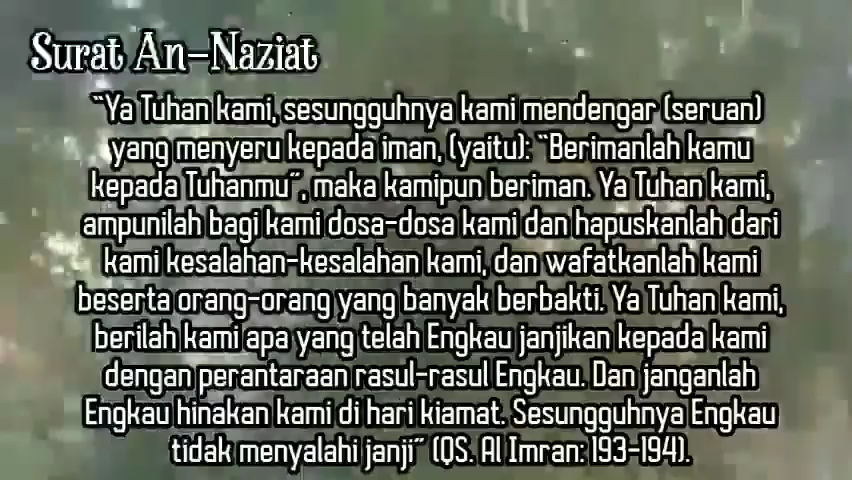 Surat An-Naziat
"Ya Tuhan kami, sesungguhnya kami mendengar (seruan)
yang menyeru kepada iman, (yaitu): "Berimanlah kamu
kepada Tuhanmu", maka kamipun beriman. Ya Tuhan kami,
ampunilah bagi kami dosa-dosa kami dan hapuskanlah dari
kami kesalahan-kesalahan kami, dan wafatkanlah kami
beserta orang-orang yang banyak berbakti. Ya Tuhan kami,
berilah kami apa yang telah Engkau janjikan kepada kami
dengan perantaraan rasul-rasul Engkau. Dan janganlah
Engkau hinakan kami di hari kiamat. Sesungguhnya Engkau
tidak menyalahi janji" (QS. Al Imran: 193-194).